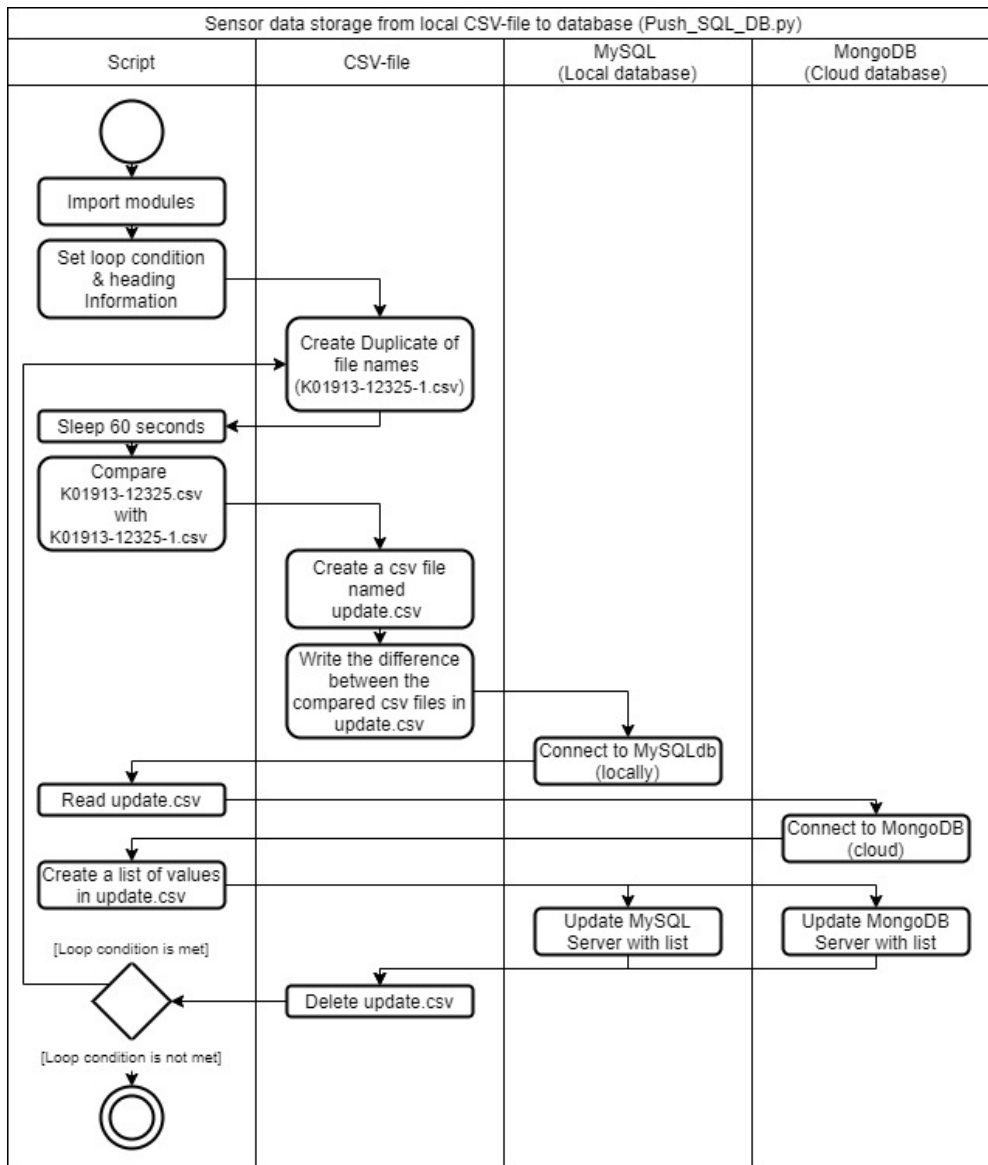 Sensor data storage from local CSV-file to database (Push_SQL_DB.py)
Script
CSV-file
MySQL
(Local database)
MongoDB
(Cloud database)
Import modules
Set loop condition
& heading
Information
Create Duplicate of
file names
(K01913-12325-1.csv)
Sleep 60 seconds
Compare
K01913-12325.csv
with
K01913-12325-1.csv
Create a csv file
named
update.csv
Write the difference
between the
compared csv files in
update.csv
Connect to MySQLdb
(locally)
Read update.csv
Connect to MongoDB
(cloud)
Create a list of values
in update.csv
Update MySQL
Server with list
Update MongoDB
Server with list
[Loop condition is met]
Delete update.csv
[Loop condition is not met]